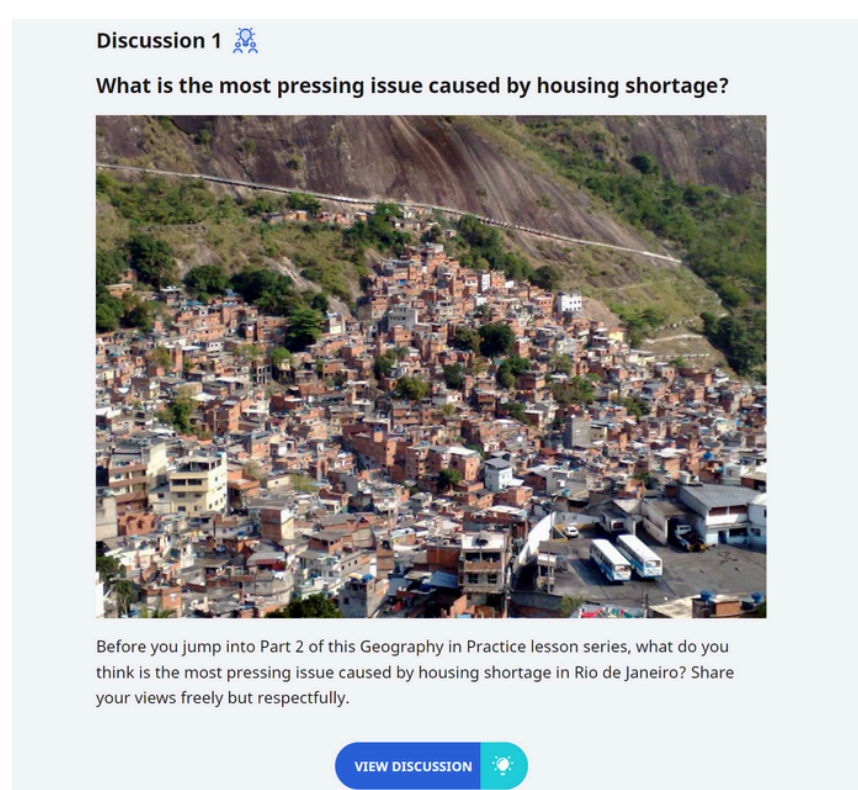 Discussion 1
What is the most pressing issue caused by housing shortage?
Before you jump into Part 2 of this Geography in Practice lesson series, what do you
think is the most pressing issue caused by housing shortage in Rio de Janeiro? Share
your views freely but respectfully.
VIEW DISCUSSION